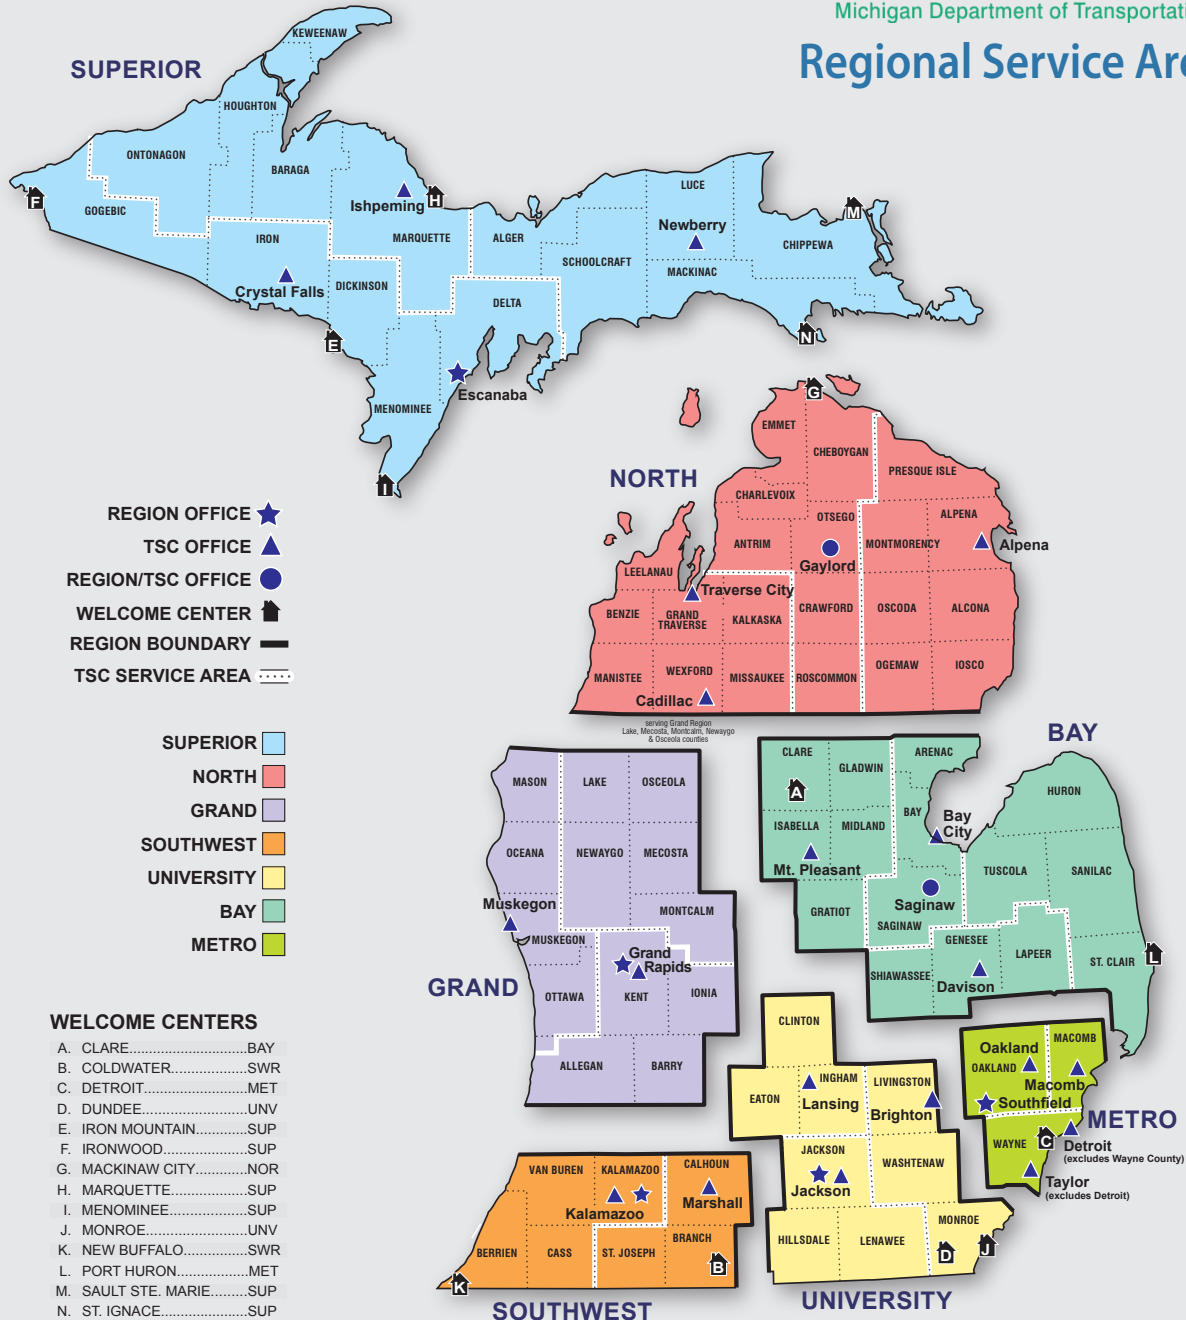 Michigan Department of Transportati
Regional Service Are
SUPERIOR
KEWEENAW
HOUGHTON
ONTONAGON
BARAGA
GOGEBIC
F
Ishpeming
H
MARQUETTE
IRON
Crystal Falls
DICKINSON
E
ALGER
DELTA
SCHOOLCRAFT
LUCE
Newberry
MACKINAC
CHIPPEWA
M
N
Escanaba
MENOMINEE
I
NORTH
G
EMMET
CHEBOYGAN
PRESQUE ISLE
CHARLEVOIX
OTSEGO
ALPENA
ANTRIM
MONTMORENCY
Alpena
Gaylord
LEELANAU
Traverse City
BENZIE
GRAND
TRAVERSE
KALKASKA
CRAWFORD
OSCODA
ALCONA
MANISTEE
WEXFORD
MISSAUKEE
ROSCOMMON
OGEMAW
IOSCO
Cadillac
serving Grand Region
Lake, Mecosta, Montcalm, Newaygo
& Osceola counties
REGION OFFICE
TSC OFFICE
REGION/TSC OFFICE
WELCOME CENTER
REGION BOUNDARY
TSC SERVICE AREA
SUPERIOR
NORTH
GRAND
SOUTHWEST
UNIVERSITY
BAY
METRO
MASON
LAKE
OSCEOLA
OCEANA
NEWAYGO
MECOSTA
Muskegon
MONTCALM
MUSKEGON
Grand
Rapids
GRAND
OTTAWA
KENT
IONIA
ALLEGAN
BARRY
BAY
CLARE
GLADWIN
ARENAC
HURON
A
ISABELLA
MIDLAND
BAY
Bay
City
Mt. Pleasant
TUSCOLA
SANILAC
GRATIOT
Saginaw
SAGINAW
GENESEE
LAPEER
ST. CLAIR
L
SHIAWASSEE
Davison
CLINTON
EATON
INGHAM
Lansing
LIVINGSTON
Brighton
JACKSON
Jackson
WASHTENAW
HILLSDALE
LENAWEE
MONROE
D
J
UNIVERSITY
Oakland
OAKLAND
MACOMB
Macomb
Southfield
METRO
WAYNE
C
Detroit
(excludes Wayne County)
Taylor
(excludes Detroit)
VAN BUREN
KALAMAZOO
CALHOUN
Kalamazoo
Marshall
BERRIEN
CASS
ST. JOSEPH
BRANCH
B
K
SOUTHWEST
WELCOME CENTERS
A. CLARE............................BAY
B. COLDWATER..................SWR
C. DETROIT.........................MET
D. DUNDEE.........................UNV
E. IRON MOUNTAIN............SUP
F. IRONWOOD....................SUP
G. MACKINAW CITY...........NOR
H. MARQUETTE..................SUP
I. MENOMINEE...................SUP
J. MONROE........................UNV
K. NEW BUFFALO...............SWR
L. PORT HURON.................MET
M. SAULT STE. MARIE.........SUP
N. ST. IGNACE.....................SUP